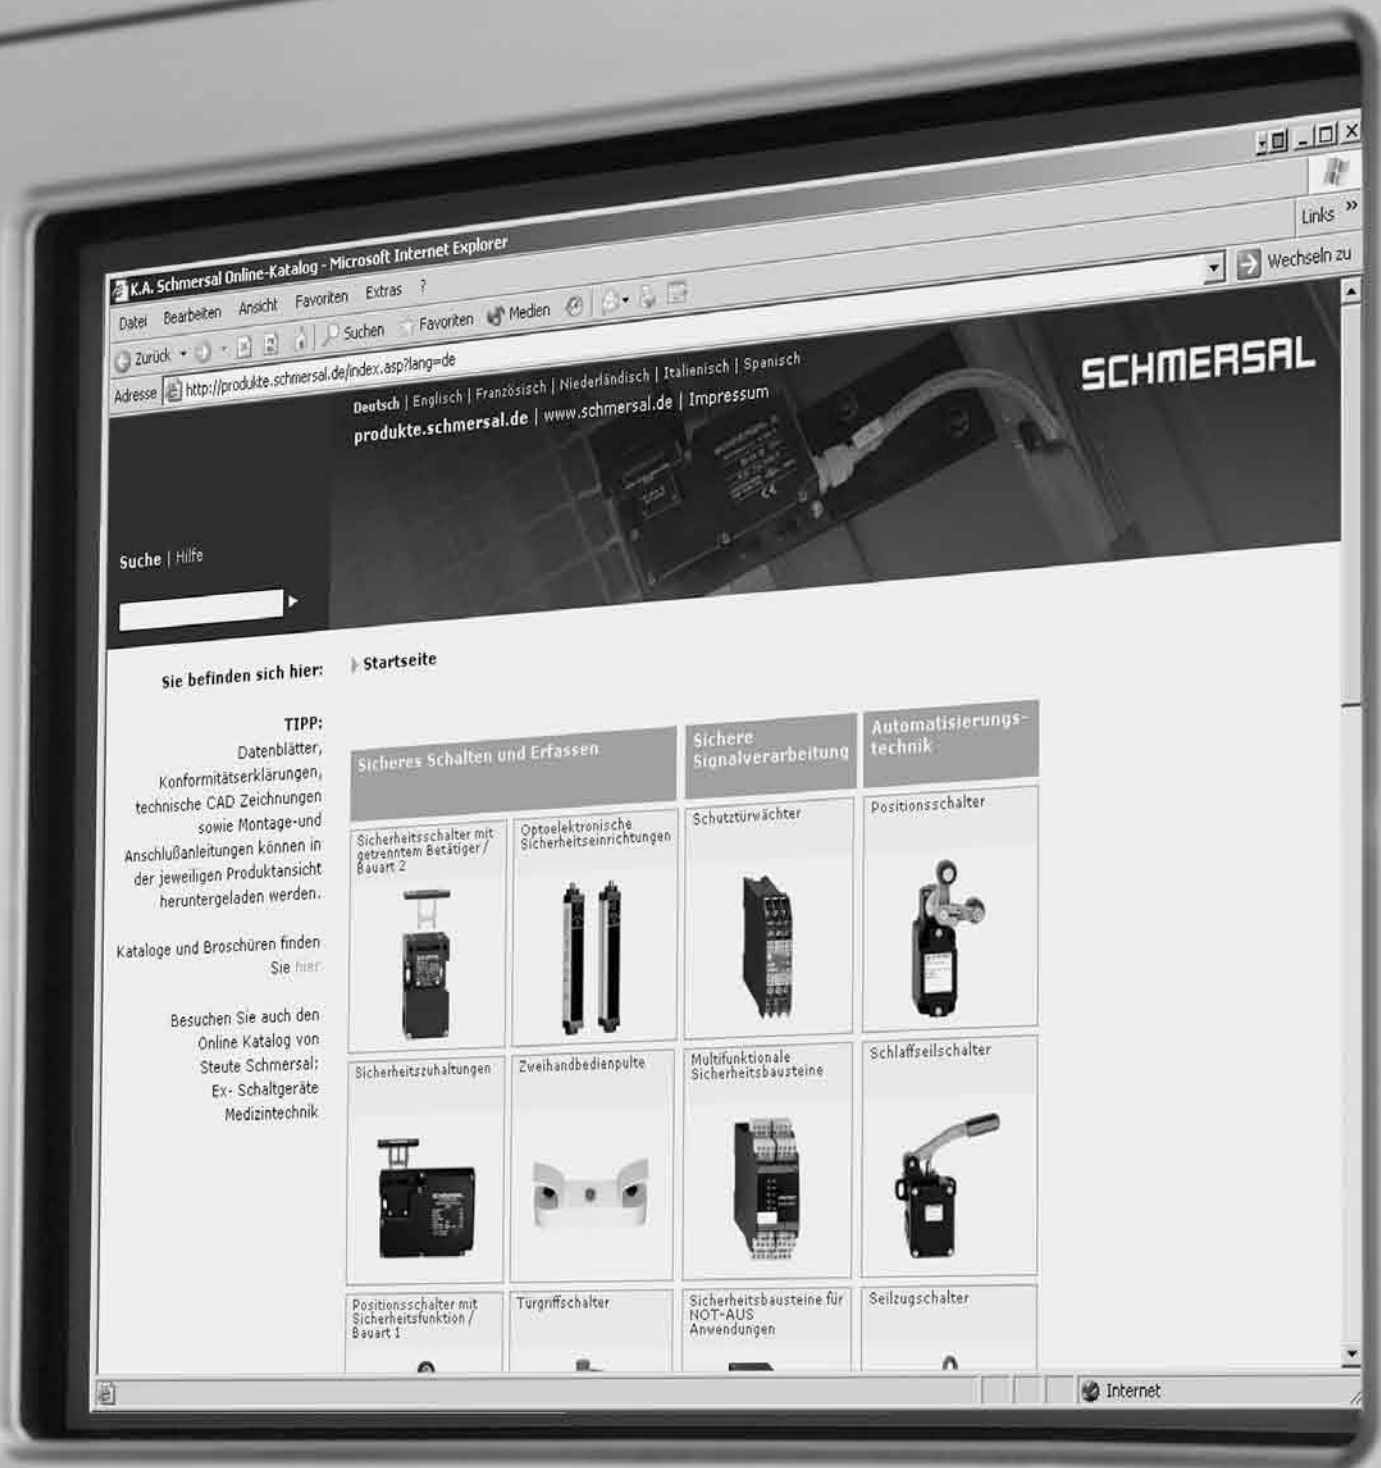 K.A. Schmersal Online-Katalog - Microsoft Internet Explorer
Datei Bearbeiten Ansicht Favoriten Extras ?
Links »
Zurück Suchen Favoriten Medien
Adresse http://produkte.schmersal.de/index.asp?lang=de
Wechseln zu
Deutsch | Englisch | Französisch | Niederländisch | Italienisch | Spanisch
produkte.schmersal.de | www.schmersal.de | Impressum
SCHMERSAL
Suche | Hilfe
Sie befinden sich hier:
Startseite
TIPP:
Datenblätter,
Konformitätserklärungen,
technische CAD Zeichnungen
sowie Montage-und
Anschlußanleitungen können in
der jeweiligen Produktansicht
heruntergeladen werden.
Kataloge und Broschüren finden
Sie hier
Besuchen Sie auch den
Online Katalog von
Steute Schmersal:
Ex- Schaltgeräte
Medizintechnik
Sicheres Schalten und Erfassen
Sichere
Signalverarbeitung
Automatisierungs-
technik
Sicherheitsschalter mit
getrenntem Betätiger /
Bauart 2
Optoelektronische
Sicherheitseinrichtungen
Schutztürwächter
Positionsschalter
Sicherheitszuhaltungen
Zweihandbedienpulte
Multifunktionale
Sicherheitsbausteine
Schlaffseilschalter
Positionsschalter mit
Sicherheitsfunktion /
Bauart 1
Türgriffschalter
Sicherheitsbausteine für
NOT-AUS
Anwendungen
Seilzugschalter
Internet